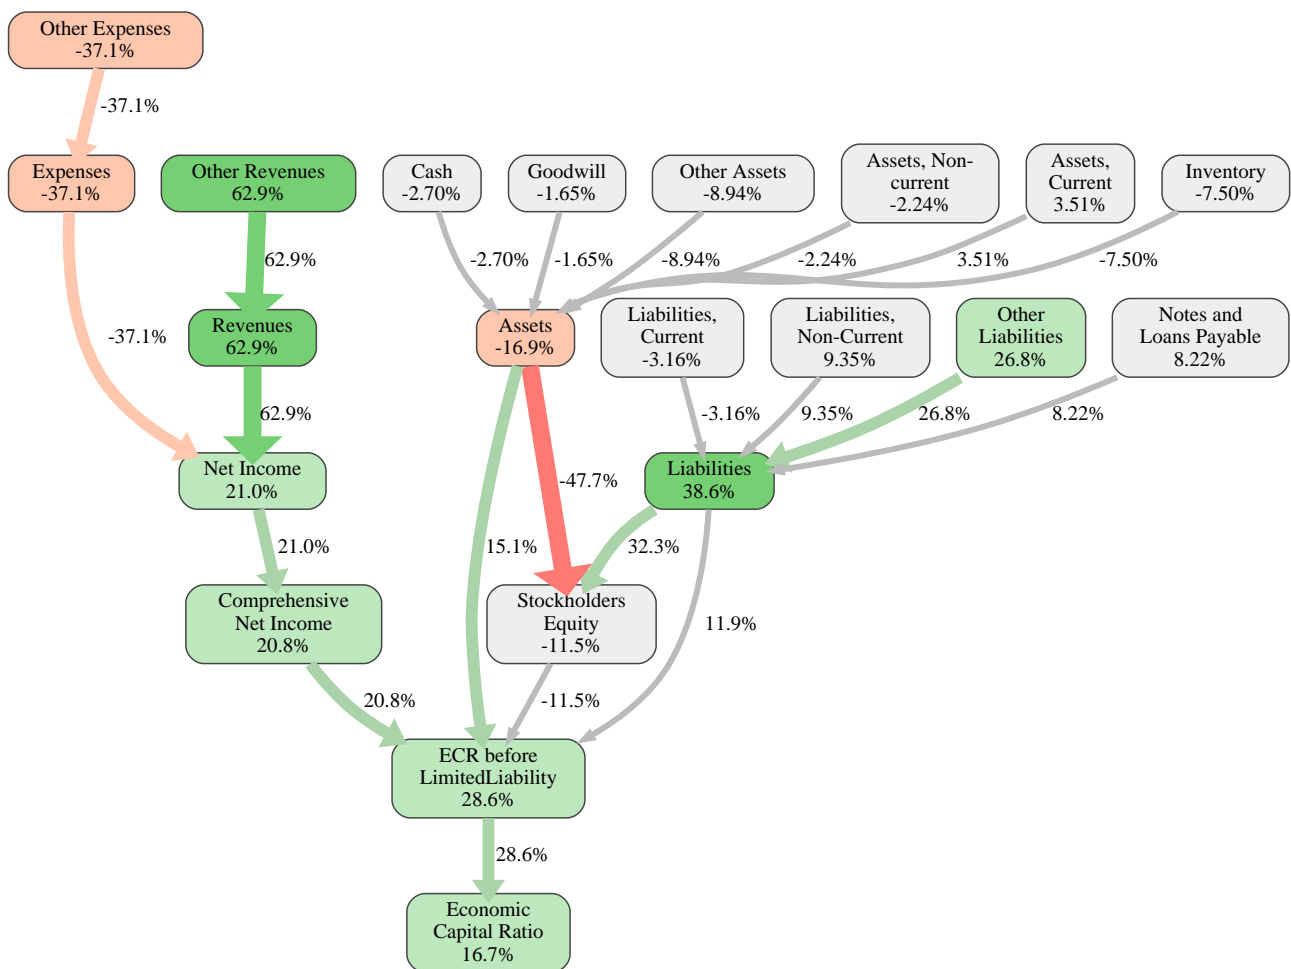 Other Expenses
-37.1%
-37.1%
Expenses
-37.1%
Other Revenues
62.9%
Cash
-2.70%
Goodwill
-1.65%
Other Assets
-8.94%
Assets, Non-
current
-2.24%
Assets,
Current
3.51%
Inventory
-7.50%
62.9%
-2.70%
-1.65%
-8.94%
-2.24%
3.51%
-7.50%
-37.1%
Revenues
62.9%
Assets
-16.9%
Liabilities,
Current
-3.16%
Liabilities,
Non-Current
9.35%
Other
Liabilities
26.8%
Notes and
Loans Payable
8.22%
62.9%
-3.16%
9.35%
26.8%
8.22%
Net Income
21.0%
-47.7%
Liabilities
38.6%
21.0%
15.1%
32.3%
Comprehensive
Net Income
20.8%
Stockholders
Equity
-11.5%
11.9%
20.8%
-11.5%
ECR before
LimitedLiability
28.6%
28.6%
Economic
Capital Ratio
16.7%